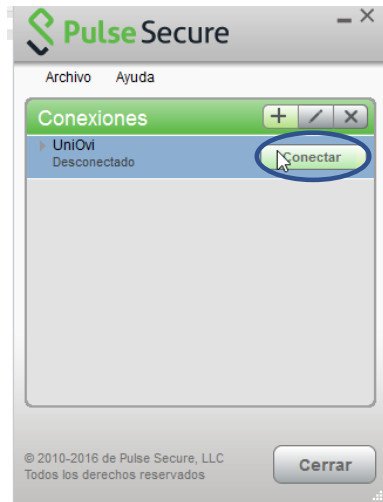 Pulse Secure
Archivo Ayuda
Conexiones
UniOvi
Desconectado
Conectar
© 2010-2016 de Pulse Secure, LLC
Todos los derechos reservados
Cerrar